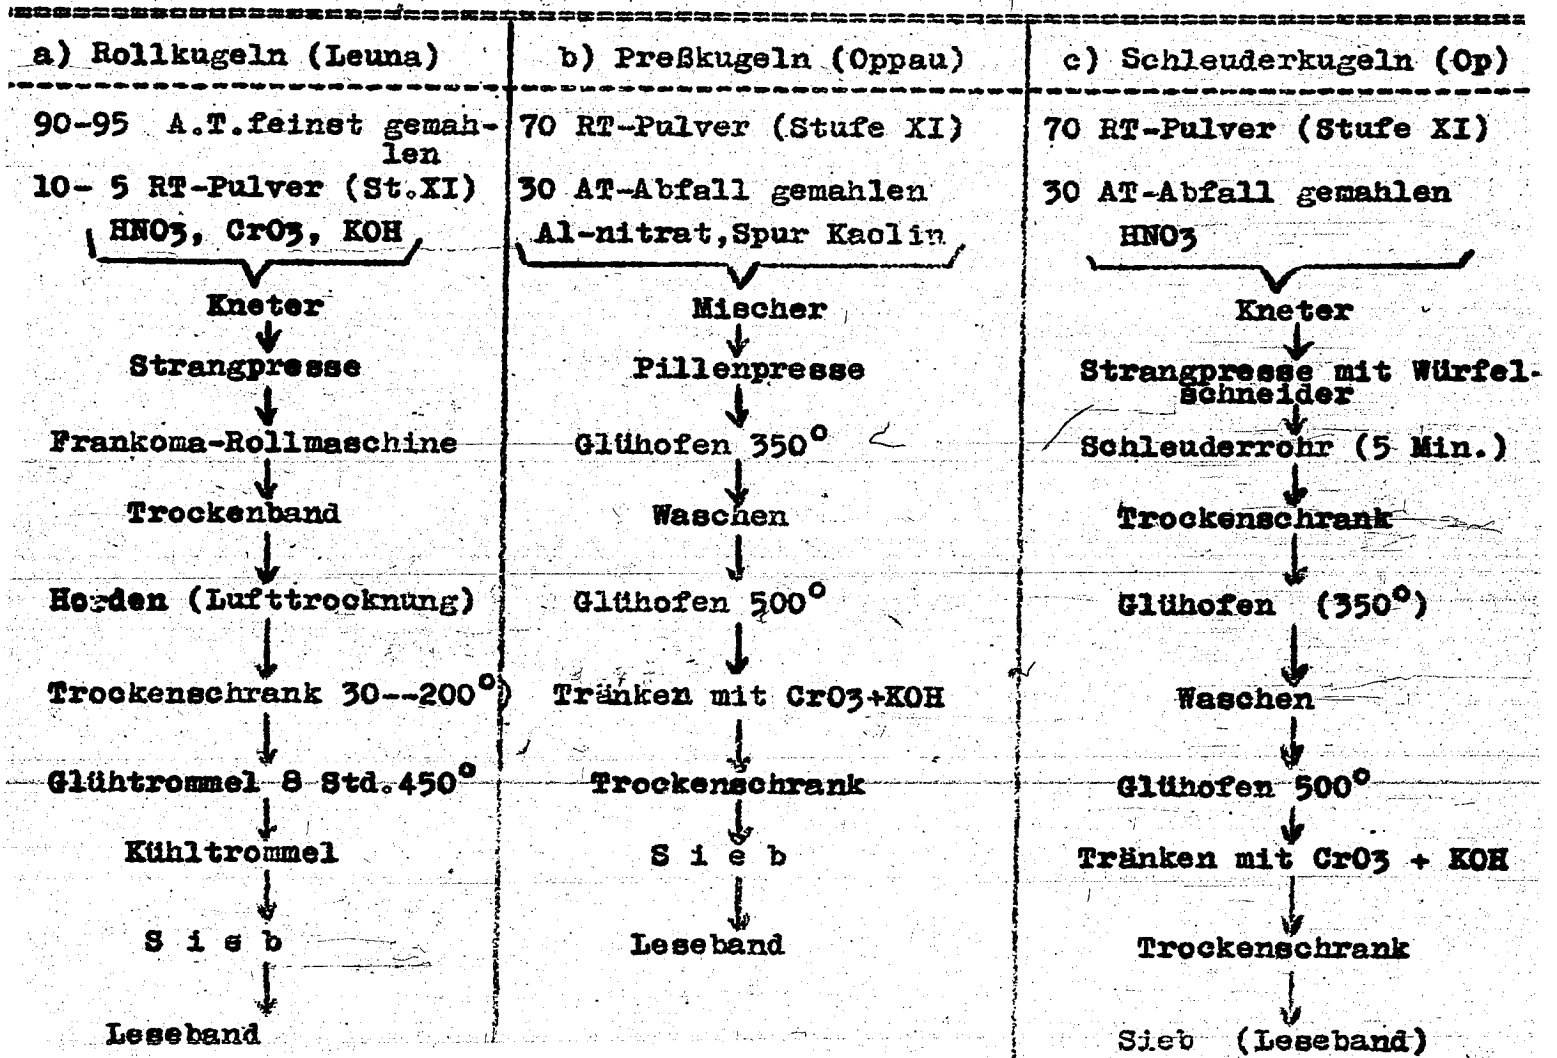 a) Rollkugeln (Leuna)
90-95 A.T.feinst gemah-
len
10- 5 RT-Pulver (St.XI)
HNO3, CrO3, KOH
Kneter
Strangpresse
Frankoma-Rollmaschine
Trockenband
Horden (Lufttrocknung)
Trockenschrank 30--200°)
Glühtrommel 8 Std.450°
Kühltrommel
S i e b
Leseband
b) Preßkugeln (Oppau)
70 RT-Pulver (Stufe XI)
30 AT-Abfall gemahlen
Al-nitrat,Spur Kaolin
Mischer
Pillenpresse
Glühofen 350°
Waschen
Glühofen 500°
Tränken mit CrO3+KOH
Trockenschrank
S i e b
Leseband
c) Schleuderkugeln (Op)
70 RT-Pulver (Stufe XI)
30 AT-Abfall gemahlen
HNO3
Kneter
Strangpresse mit Würfel-
schneider
Schleuderrohr (5 Min.)
Trockenschrank
Glühofen (350°)
Waschen
Glühofen 500°
Tränken mit CrO3 + KOH
Trockenschrank
Sieb (Leseband)